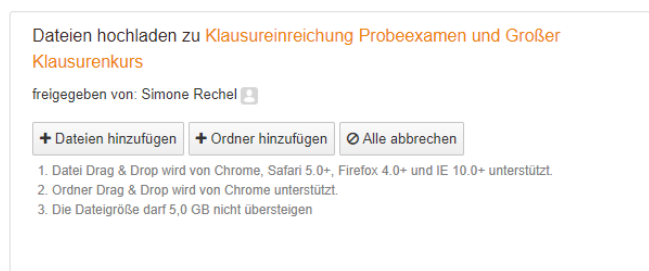 Dateien hochladen zu Klausureinreichung Probeexamen und Großer
Klausurenkurs
freigegeben von: Simone Rechel
+ Dateien hinzufügen + Ordner hinzufügen Alle abbrechen
1. Datei Drag & Drop wird von Chrome, Safari 5.0+, Firefox 4.0+ und IE 10.0+ unterstützt.
2. Ordner Drag & Drop wird von Chrome unterstützt.
3. Die Dateigröße darf 5,0 GB nicht übersteigen